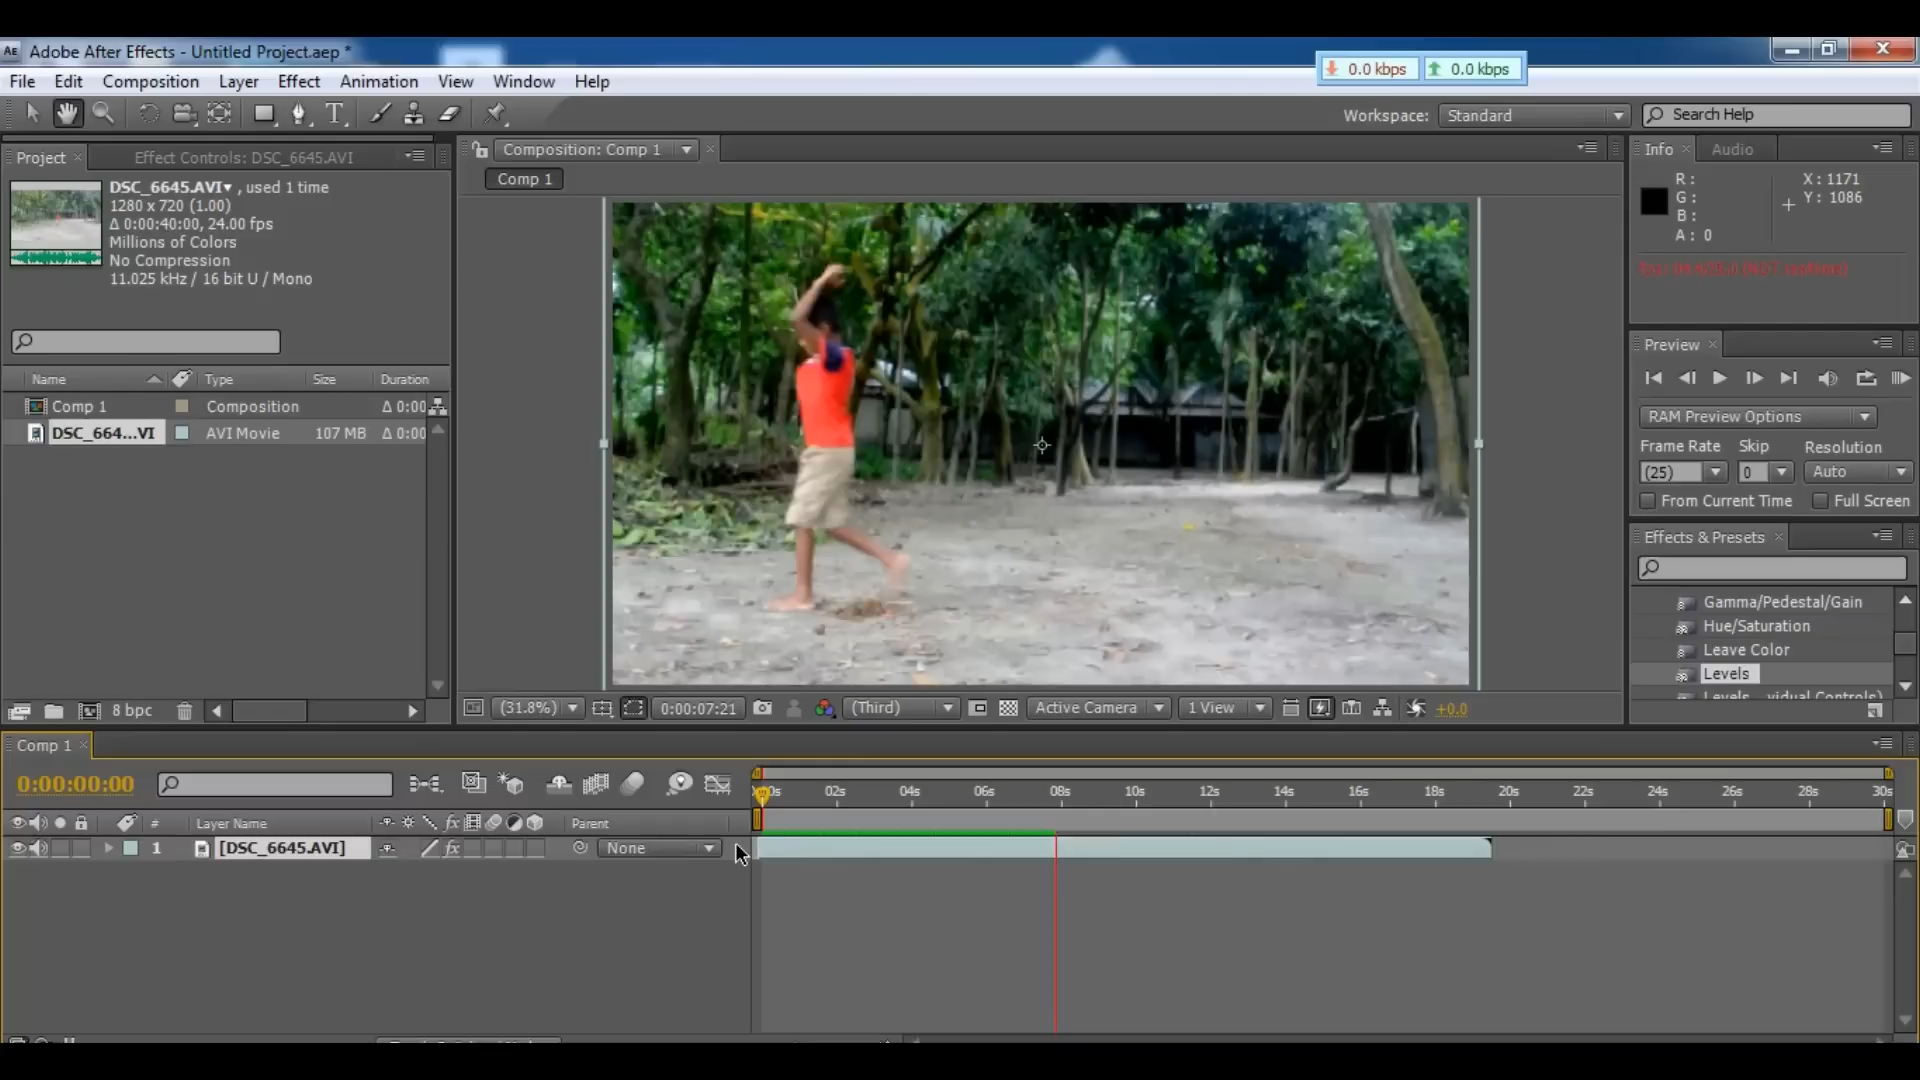 Adobe After Effects - Untitled Project.aep *
0.0 kbps
0.0 kbps
File Edit Composition Layer Effect Animation View Window Help
Workspace: Standard
Search Help
Project
Effect Controls: DSC_6645.AVI
DSC_6645.AVI▾ , used 1 time
1280 x 720 (1.00)
Δ 0:00:40:00, 24.00 fps
Millions of Colors
No Compression
11.025 kHz / 16 bit U / Mono
Name Type Size Duration
Comp 1 Composition Δ 0:00
DSC_664...VI AVI Movie 107 MB Δ 0:00
8 bpc
Composition: Comp 1
Comp 1
(31.8%) 0:00:07:21 (Third) Active Camera 1 View +0.0
Info Audio
R :
G :
B :
A : 0
X : 1171
Y : 1086
Preview
RAM Preview Options
Frame Rate Skip Resolution
(25) 0 Auto
From Current Time Full Screen
Effects & Presets
Gamma/Pedestal/Gain
Hue/Saturation
Leave Color
Levels
Comp 1
0:00:00:00
02s 04s 06s 08s 10s 12s 14s 16s 18s 20s 22s 24s 26s 28s 30s
# Layer Name Parent
1 [DSC_6645.AVI] None